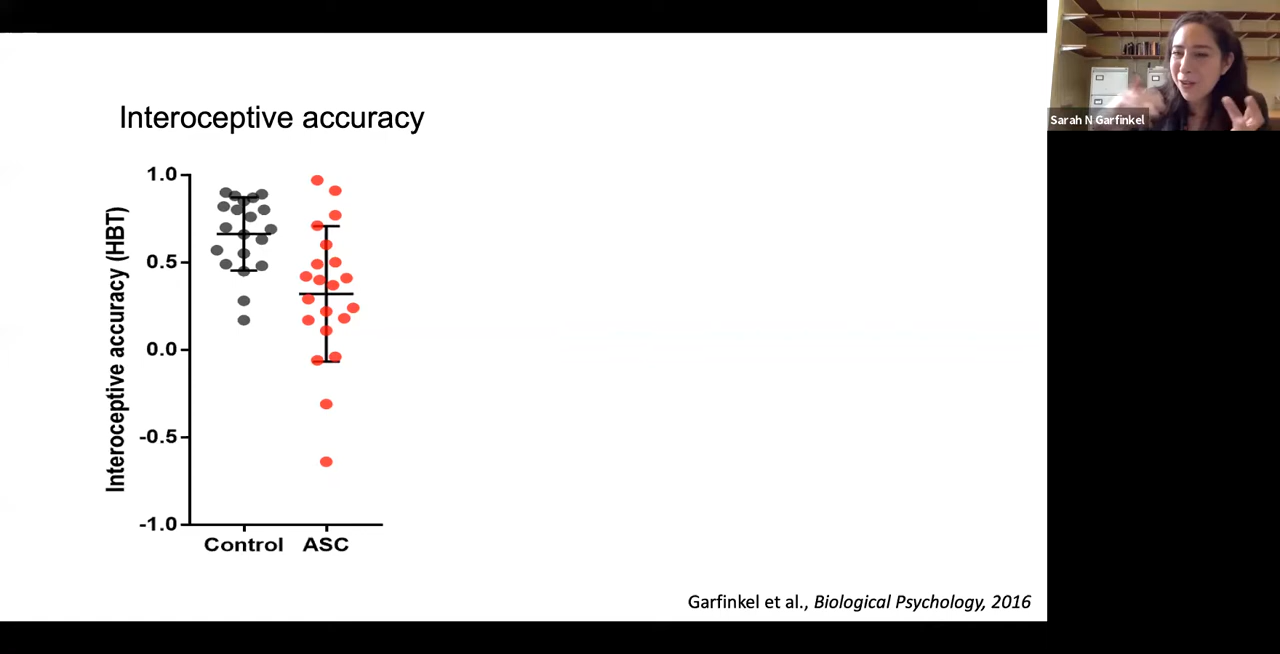 Sarah N Garfinkel
Interoceptive accuracy
Interoceptive accuracy (HBT)
1.0
0.5
0.0
-0.5
-1.0
Control ASC
Garfinkel et al., Biological Psychology, 2016